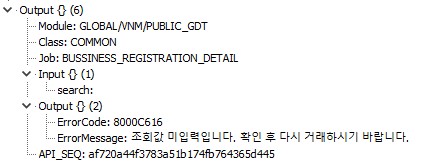 Output {} (6)
Module: GLOBAL/VNM/PUBLIC_GDT
Class: COMMON
Job: BUSSINESS_REGISTRATION_DETAIL
Input {} (1)
search:
Output {} (2)
ErrorCode: 8000C616
ErrorMessage: 조회값 미입력입니다. 확인 후 다시 거래하시기 바랍니다.
API_SEQ: af720a44f3783a51b174fb764365d445